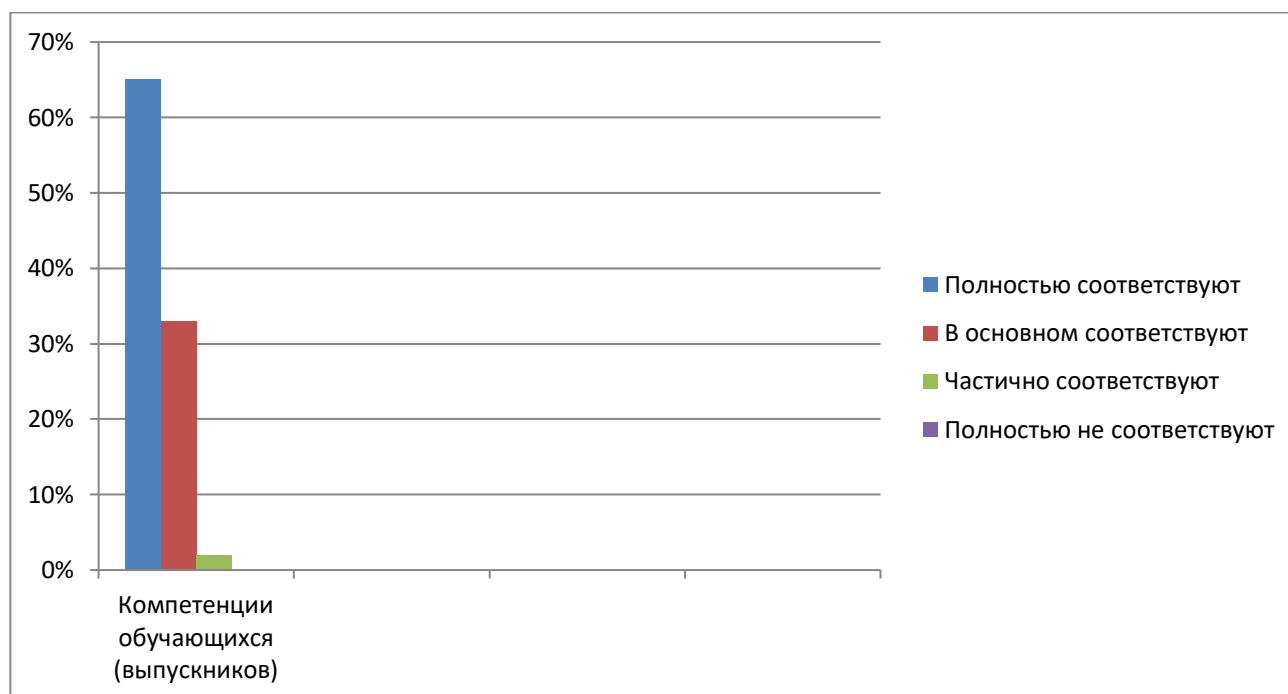 70%
60%
50%
40%
30%
20%
10%
0%
Компетенции
обучающихся
(выпускников)
Полностью соответствуют
В основном соответствуют
Частично соответствуют
Полностью не соответствуют